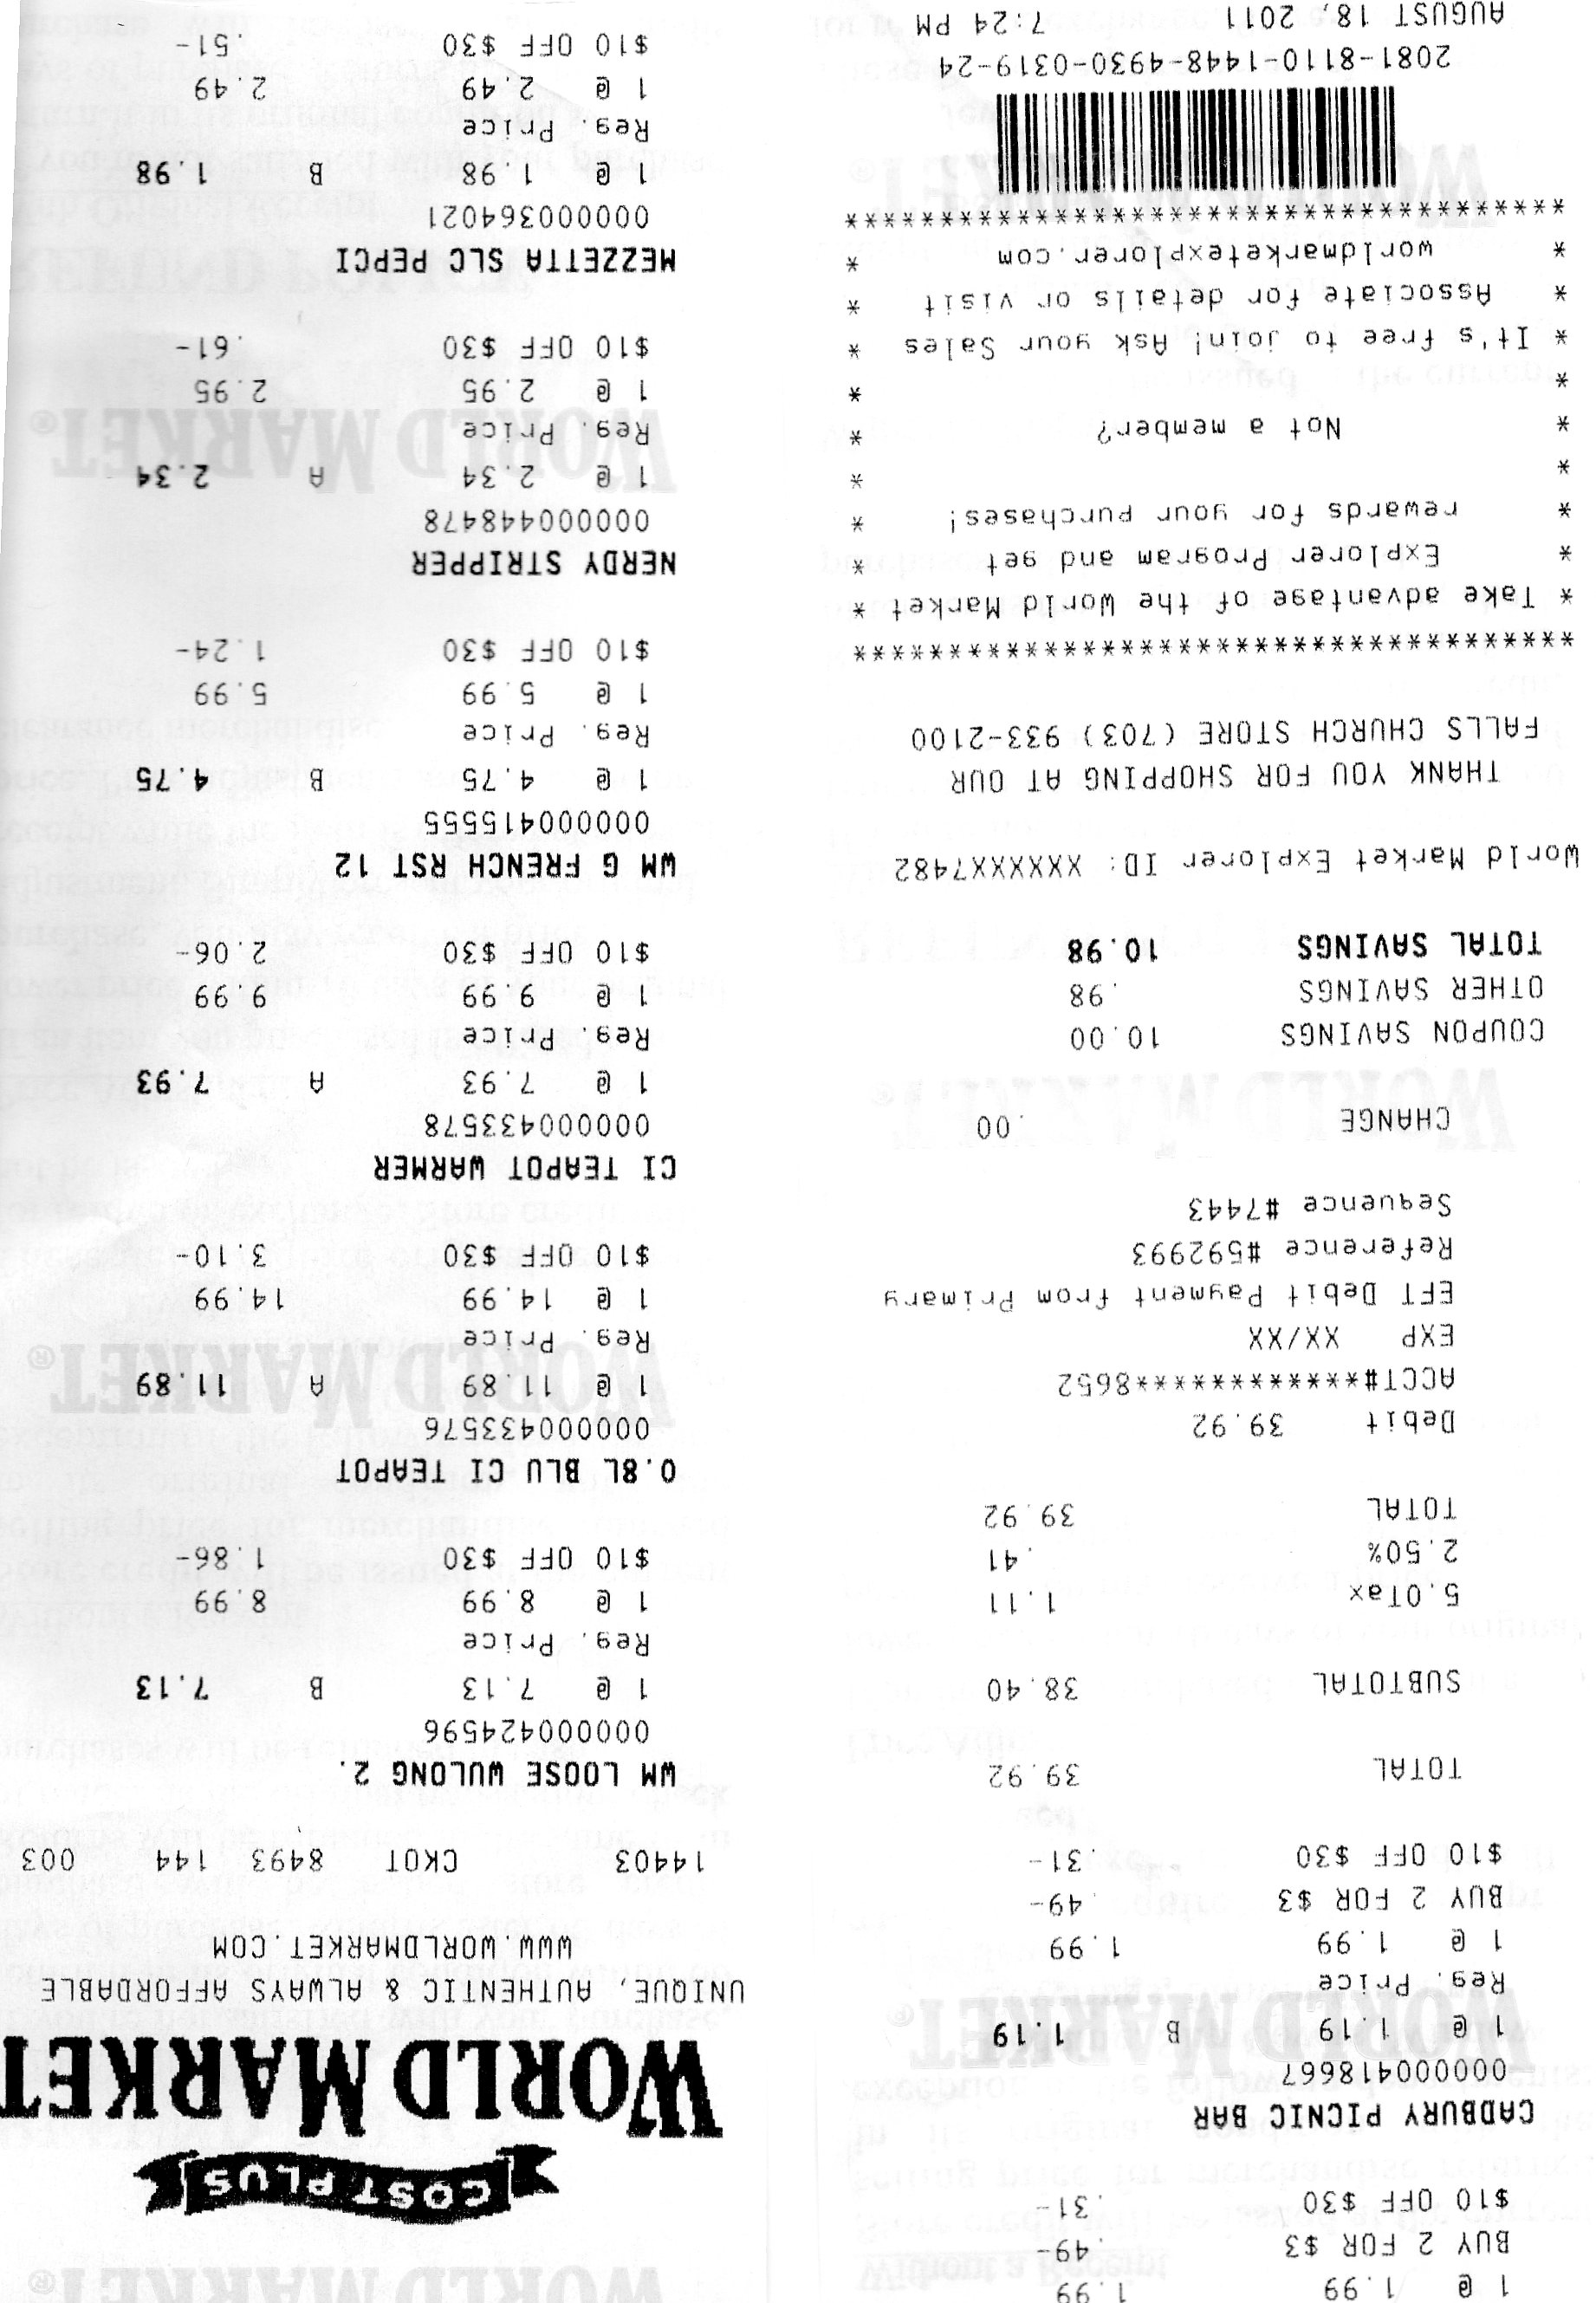 COST PLUS
WORLD MARKET
UNIQUE, AUTHENTIC & ALWAYS AFFORDABLE
WWW.WORLDMARKET.COM
14403 CKOT 8493 144 003
WM LOOSE WULONG 2.
000000424596
1 @ 7.13 B 7.13
Reg. Price
1 @ 8.99 8.99
$10 OFF $30 1.86-
0.8L BLU CI TEAPOT
000000433576
1 @ 11.89 A 11.89
Reg. Price
1 @ 14.99 14.99
$10 OFF $30 3.10-
CI TEAPOT WARMER
000000433578
1 @ 7.93 A 7.93
Reg. Price
1 @ 9.99 9.99
$10 OFF $30 2.06-
WM G FRENCH RST 12
000000415555
1 @ 4.75 B 4.75
Reg. Price
1 @ 5.99 5.99
$10 OFF $30 1.24-
NERDY STRIPPER
000000448478
1 @ 2.34 A 2.34
Reg. Price
1 @ 2.95 2.95
$10 OFF $30 .61-
MEZZETTA SLC PEPCI
000000364021
1 @ 1.98 B 1.98
Reg. Price
1 @ 2.49 2.49
$10 OFF $30 .51-
1 @ 1.99 1.99
BUY 2 FOR $3 .49-
$10 OFF $30 .31-
CADBURY PICNIC BAR
000000418667
1 @ 1.19 B 1.19
Reg. Price
1 @ 1.99 1.99
BUY 2 FOR $3 .49-
$10 OFF $30 .31-
TOTAL 39.92
SUBTOTAL 38.40
5.0Tax 1.11
2.50% .41
TOTAL 39.92
Debit 39.92
ACCT#***************8652
EXP XX/XX
EFT Debit Payment from Primary
Reference #592993
Sequence #7443
CHANGE .00
COUPON SAVINGS 10.00
OTHER SAVINGS .98
TOTAL SAVINGS 10.98
World Market Explorer ID: XXXXXX7482
THANK YOU FOR SHOPPING AT OUR
FALLS CHURCH STORE (703) 933-2100
**************************************
* Take advantage of the World Market *
* Explorer Program and get *
* rewards for your purchases! *
* *
* Not a member? *
* *
* It's free to join! Ask your Sales *
* Associate for details or visit *
* worldmarketexplorer.com *
**************************************
2081-8110-1448-4930-0319-24
AUGUST 18, 2011 7:24 PM